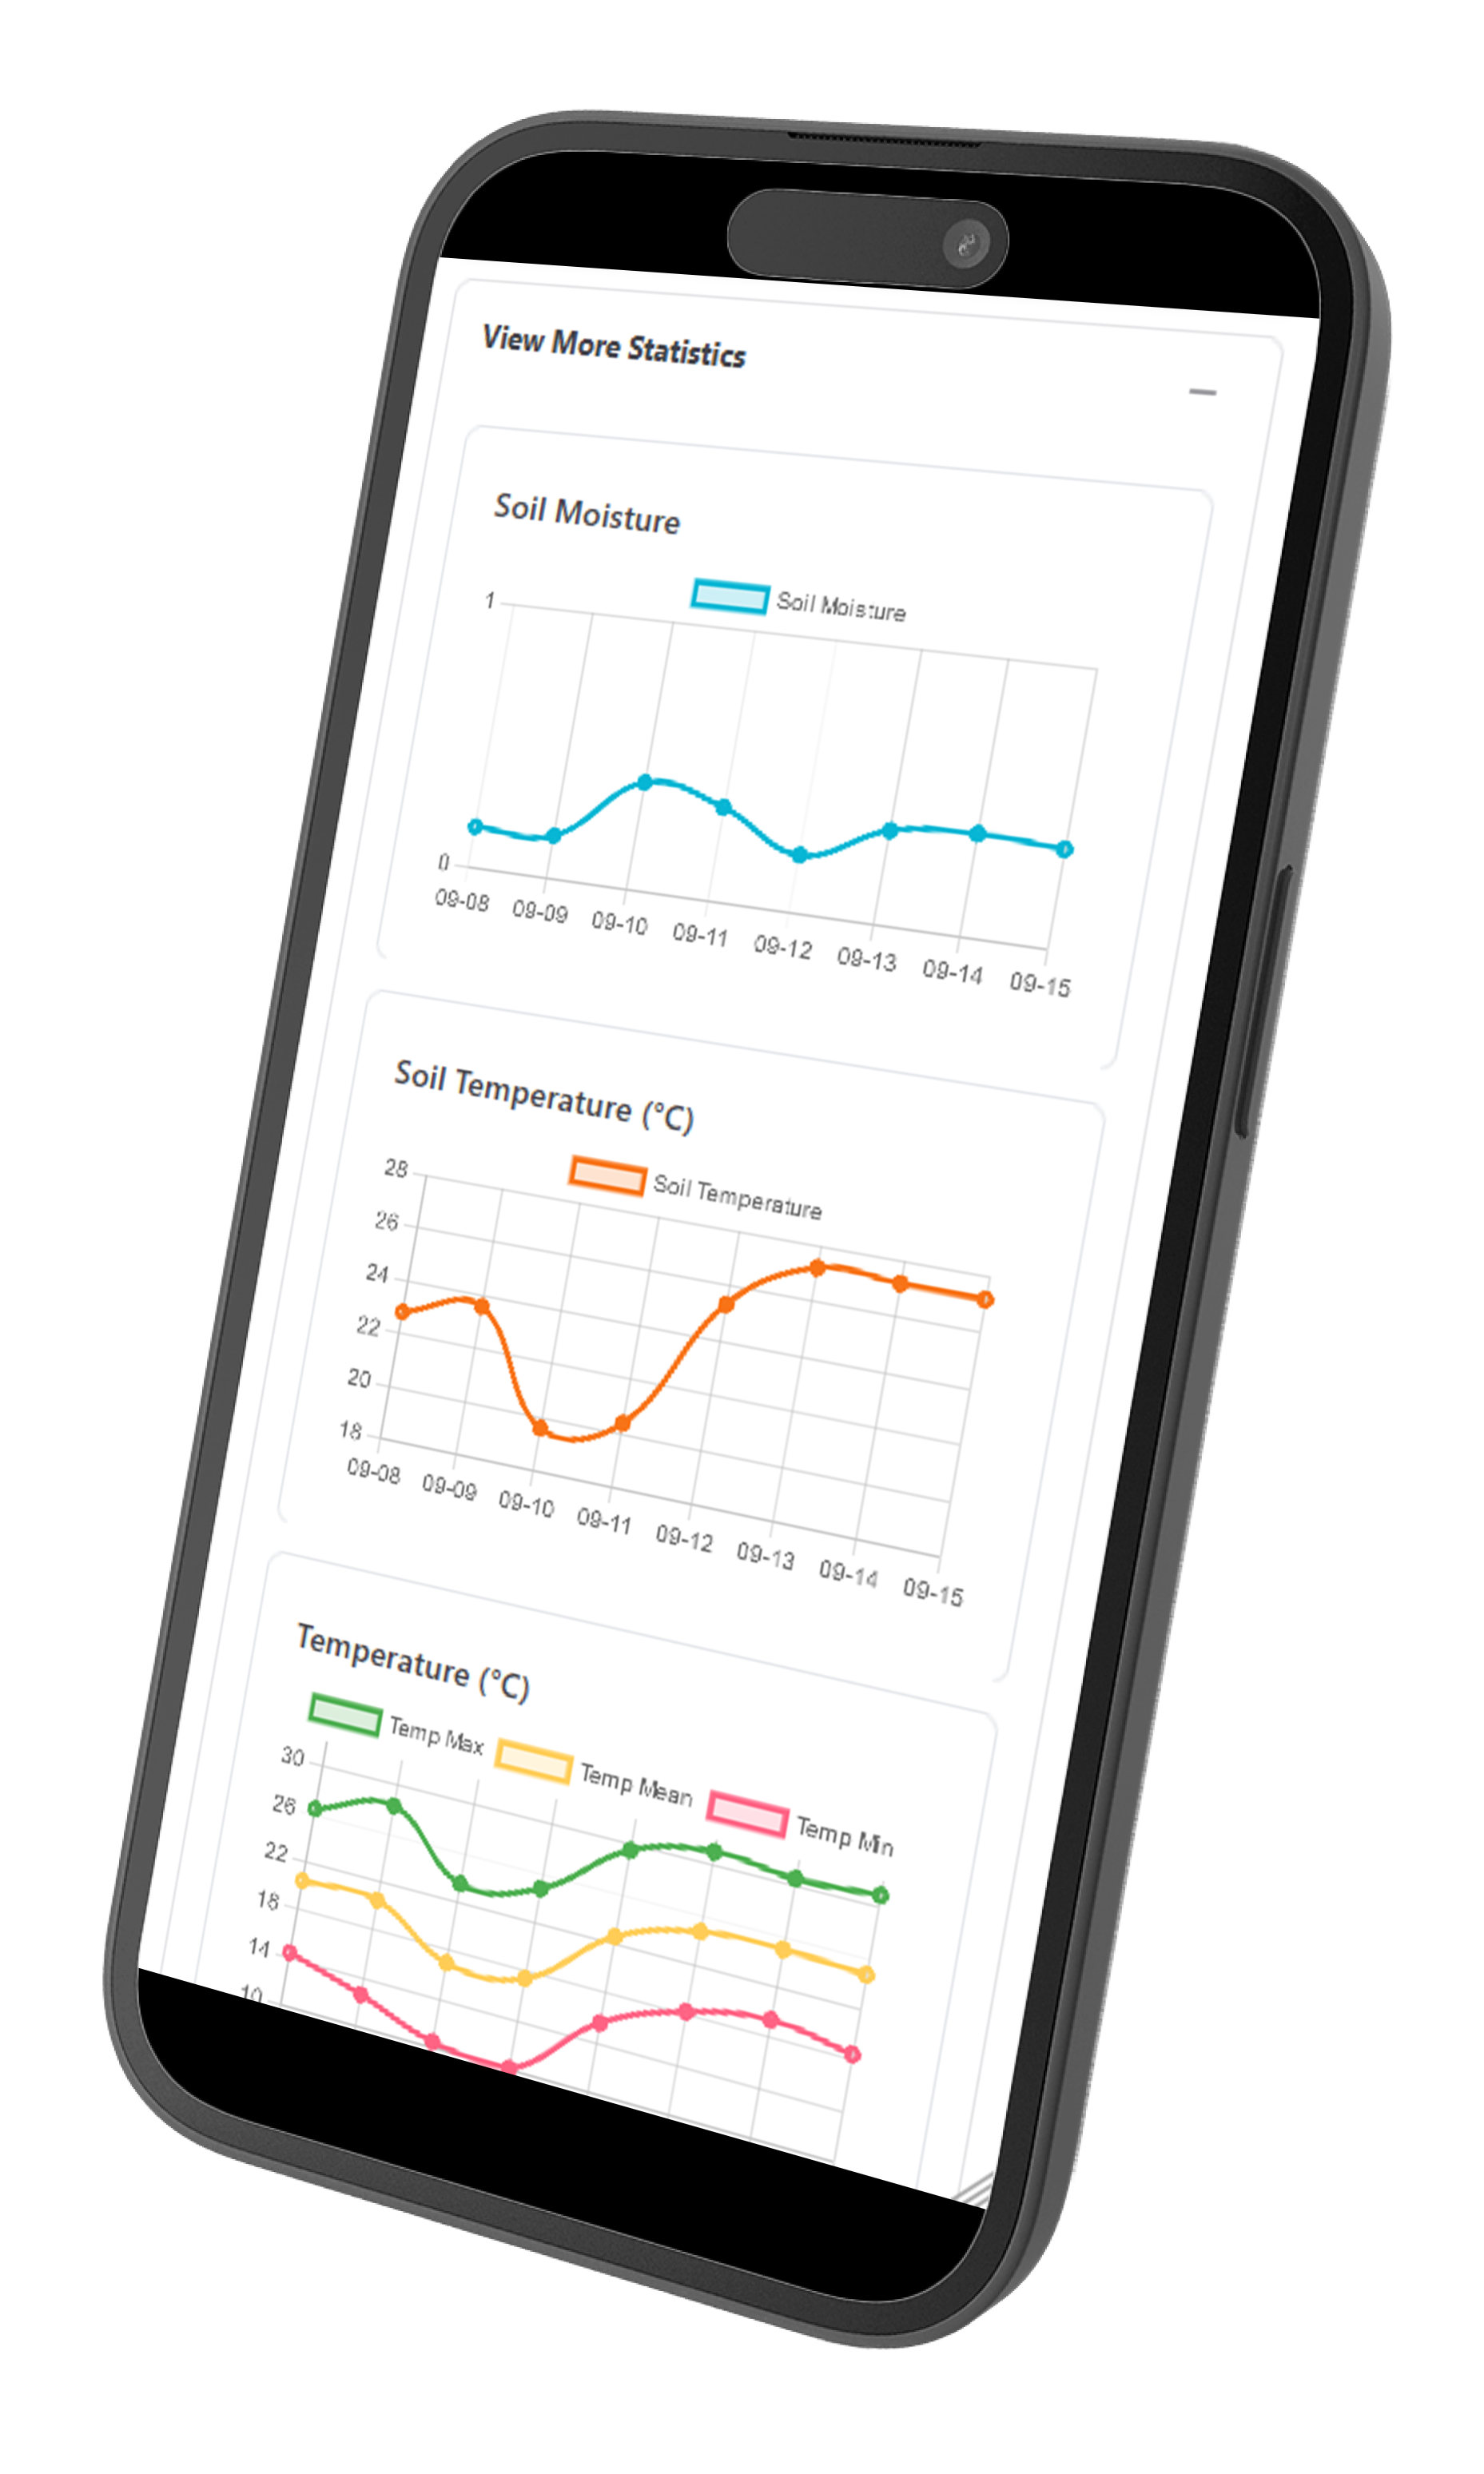 View More Statistics
Soil Moisture
Soil Moisture
1
0
09-08 09-09 09-10 09-11 09-12 09-13 09-14 09-15
Soil Temperature (°C)
Soil Temperature
28
26
24
22
20
18
09-08 09-09 09-10 09-11 09-12 09-13 09-14 09-15
Temperature (°C)
Temp Max Temp Mean Temp Min
30
26
22
18
14
10